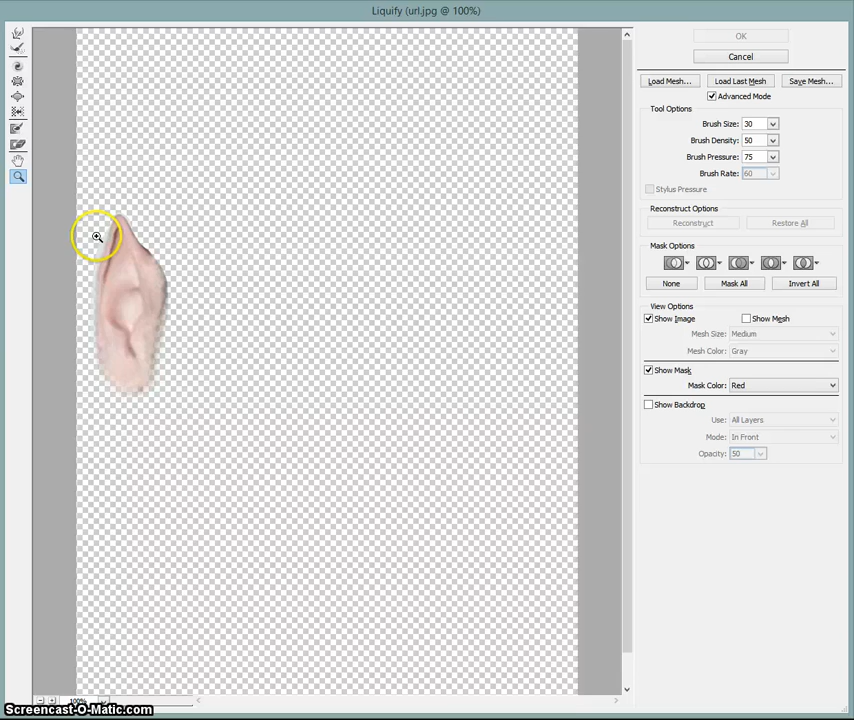 Liquify (url.jpg @ 100%)
OK
Cancel
Load Mesh...
Load Last Mesh
Save Mesh...
Advanced Mode
Tool Options
Brush Size: 30
Brush Density: 50
Brush Pressure: 75
Brush Rate: 60
Stylus Pressure
Reconstruct Options
Reconstruct
Restore All
Mask Options
None
Mask All
Invert All
View Options
Show Image
Show Mesh
Mesh Size: Medium
Mesh Color: Gray
Show Mask
Mask Color: Red
Show Backdrop
Use: All Layers
Mode: In Front
Opacity: 50
100%
Screencast-O-Matic.com